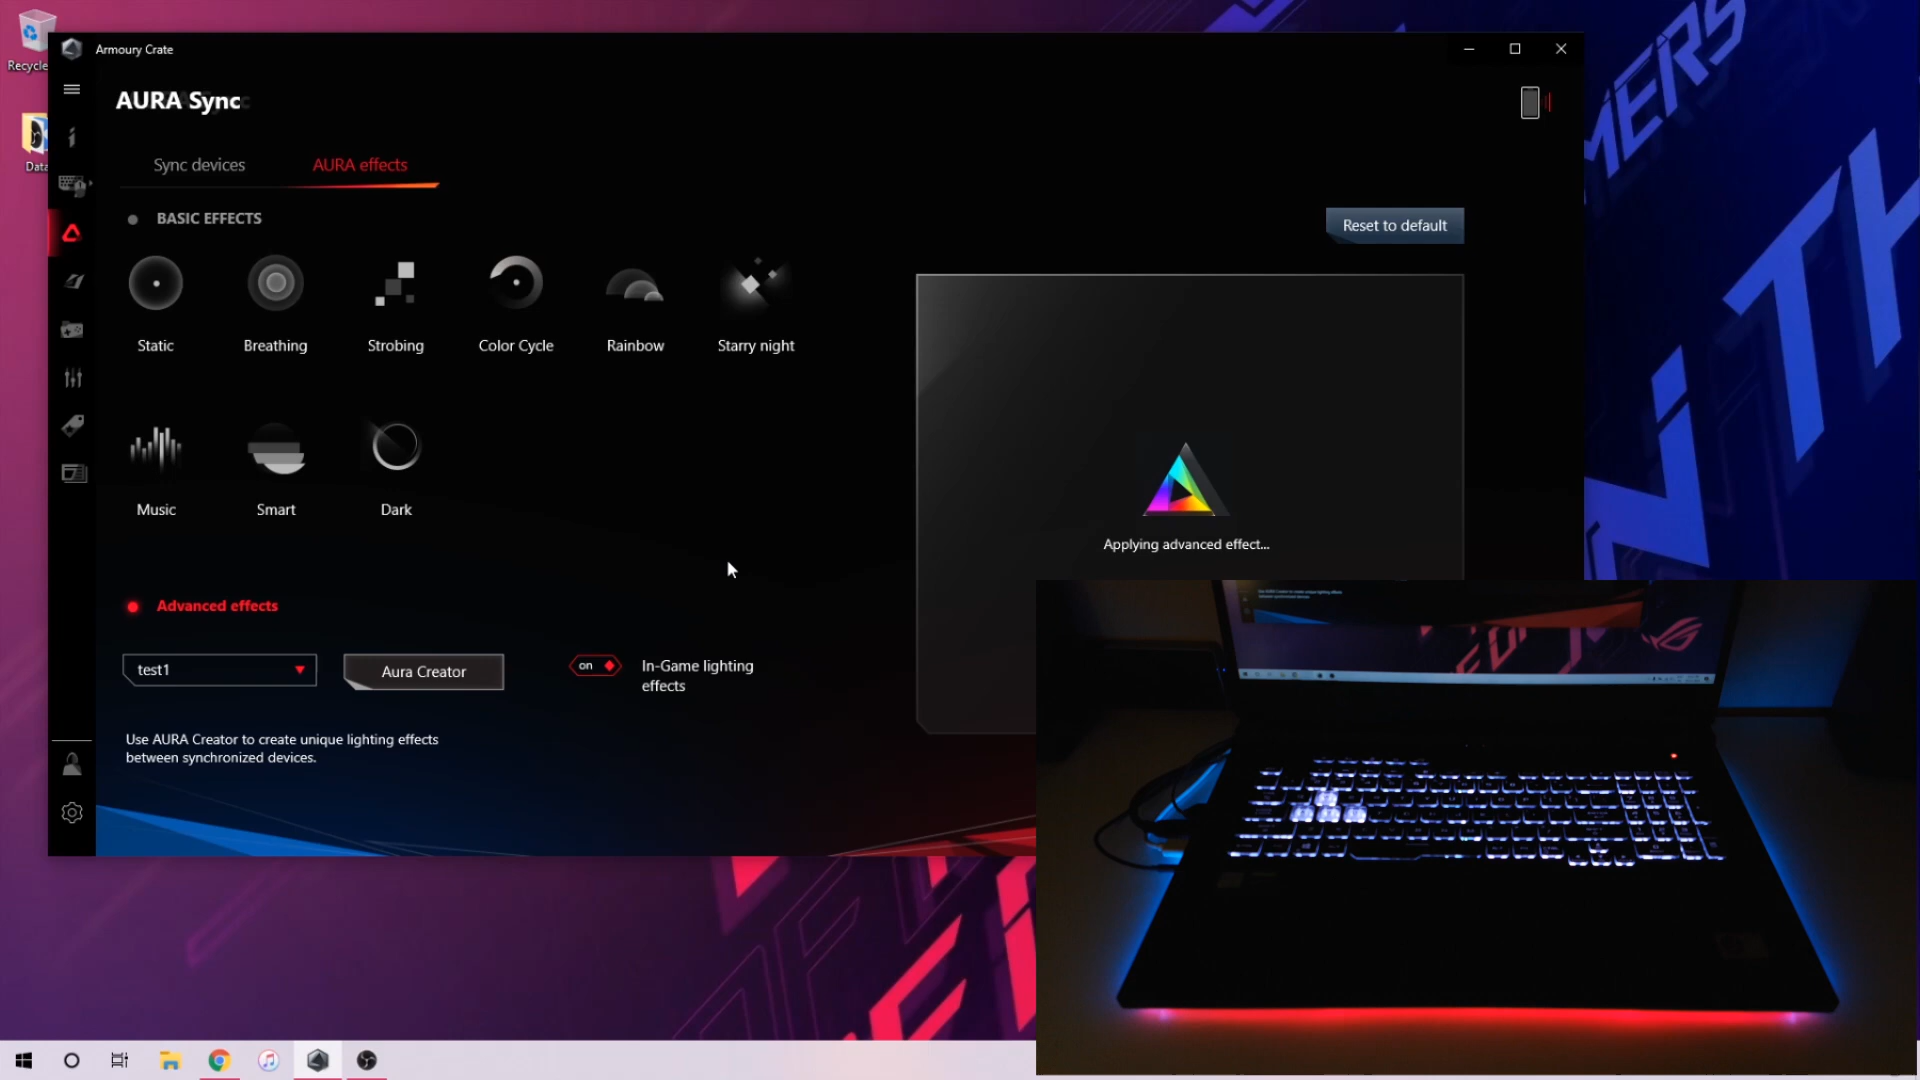 Recycle
Data
Armoury Crate
AURA Sync
Sync devices
AURA effects
BASIC EFFECTS
Reset to default
Static
Breathing
Strobing
Color Cycle
Rainbow
Starry night
Music
Smart
Dark
Applying advanced effect...
Advanced effects
test1
Aura Creator
on
In-Game lighting
effects
Use AURA Creator to create unique lighting effects
between synchronized devices.